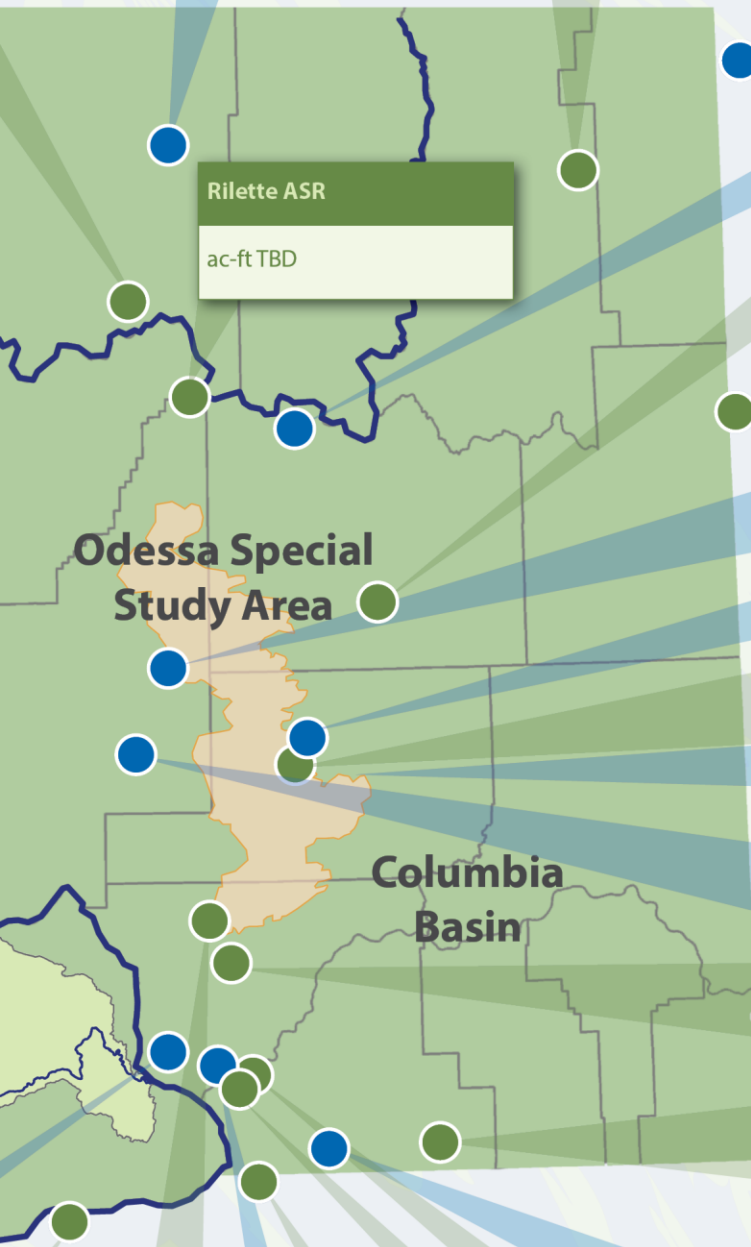 Rilette ASR
ac-ft TBD
Odessa Special
Study Area
Columbia
Basin